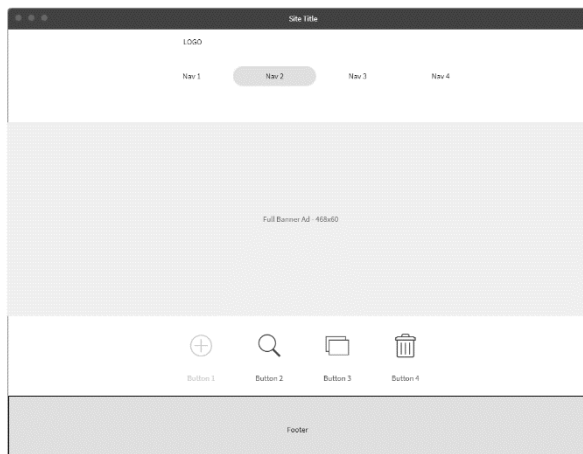 Site Title
LOGO
Nav 1 Nav 2 Nav 3 Nav 4
Full Banner Ad - 468x60
Button 1 Button 2 Button 3 Button 4
Footer